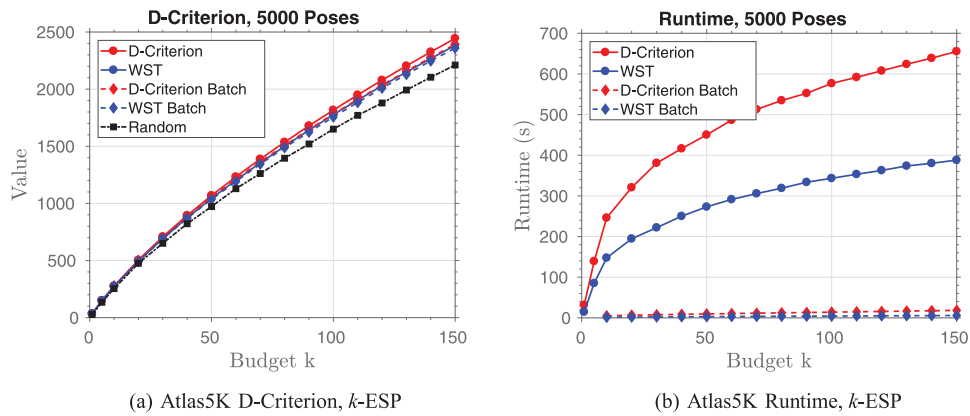 D-Criterion, 5000 Poses
2500
2000
1500
1000
500
0
Value
D-Criterion
WST
D-Criterion Batch
WST Batch
Random
0 50 100 150
Budget k
(a) Atlas5K D-Criterion, k-ESP
Runtime, 5000 Poses
700
600
500
400
300
200
100
0
Runtime (s)
D-Criterion
WST
D-Criterion Batch
WST Batch
0 50 100 150
Budget k
(b) Atlas5K Runtime, k-ESP